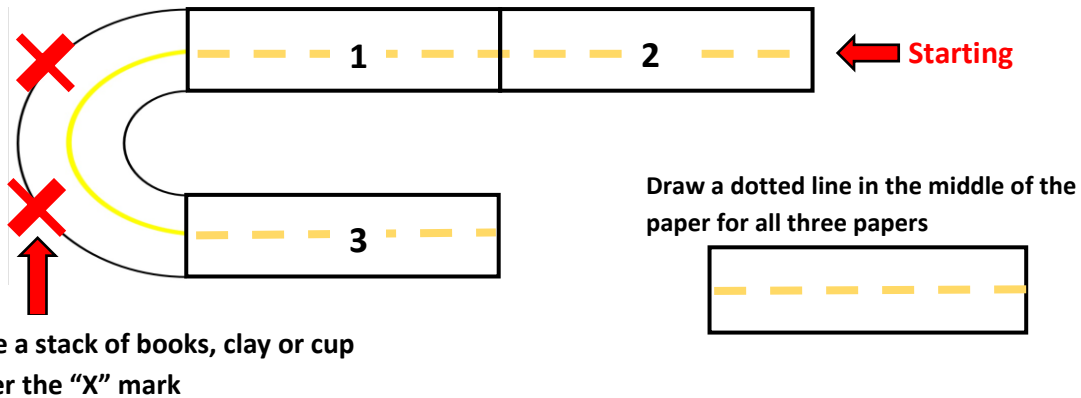 1
2
Starting
Draw a dotted line in the middle of the
paper for all three papers
3
a stack of books, clay or cup
the “X” mark